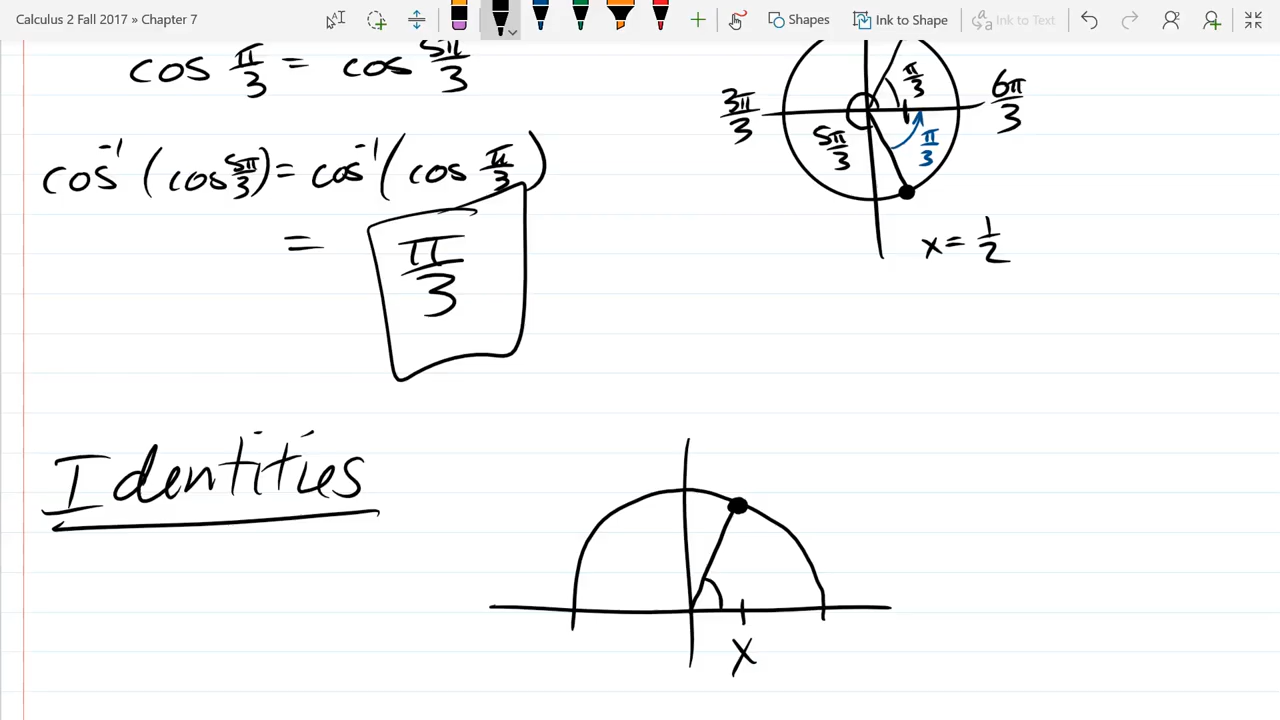 Calculus 2 Fall 2017 » Chapter 7
Shapes
Ink to Shape
Ink to Text
cos π/3 = cos 5π/3
π/3
3π/3
6π/3
5π/3
π/3
cos⁻¹(cos 5π/3) = cos⁻¹(cos π/3)
x = 1/2
= π/3
Identities
x